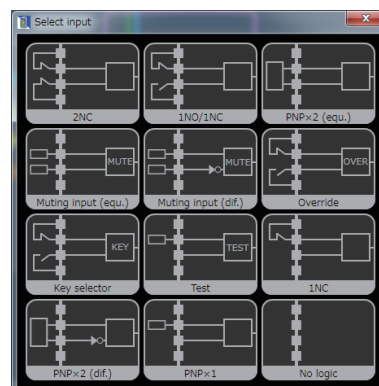 Select input
x
2NC
1NO/1NC
PNP×2 (equ.)
MUTE
MUTE
OVER
Muting input (equ.)
Muting input (dif.)
Override
KEY
TEST
Key selector
Test
1NC
PNP×2 (dif.)
PNP×1
No logic